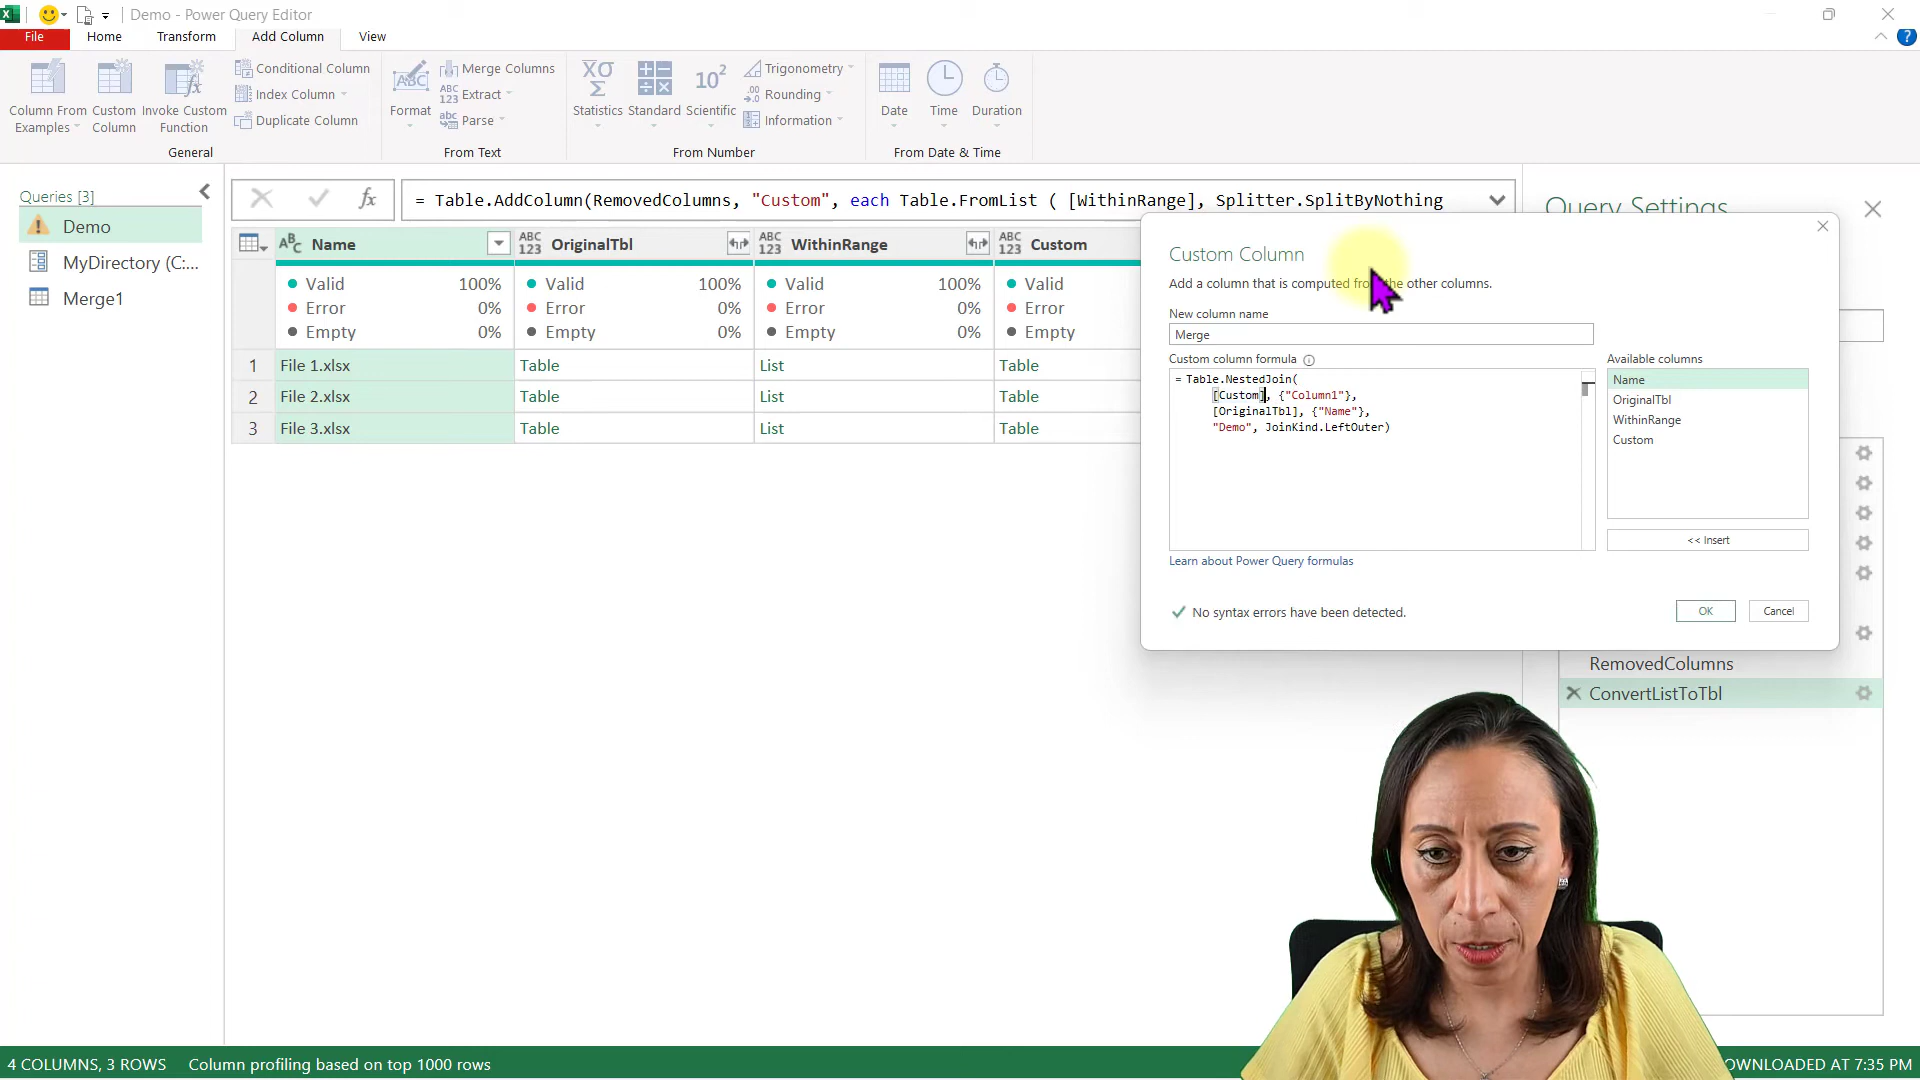 Demo - Power Query Editor
File Home Transform Add Column View
Column From Examples
Custom Column
Invoke Custom Function
Conditional Column
Index Column
Duplicate Column
General
Format
Merge Columns
Extract
Parse
From Text
Statistics
Standard
Scientific
Trigonometry
Rounding
Information
From Number
Date
Time
Duration
From Date & Time
Queries [3]
Demo
MyDirectory (C:...
Merge1
= Table.AddColumn(RemovedColumns, "Custom", each Table.FromList ( [WithinRange], Splitter.SplitByNothing
Name OriginalTbl WithinRange Custom
Valid 100% Valid 100% Valid 100% Valid
Error 0% Error 0% Error 0% Error
Empty 0% Empty 0% Empty 0% Empty
1 File 1.xlsx Table List Table
2 File 2.xlsx Table List Table
3 File 3.xlsx Table List Table
Query Settings
Custom Column
Add a column that is computed from the other columns.
New column name
Merge
Custom column formula
= Table.NestedJoin(
[Custom], {"Column1"},
[OriginalTbl], {"Name"},
"Demo", JoinKind.LeftOuter)
Available columns
Name
OriginalTbl
WithinRange
Custom
<< Insert
Learn about Power Query formulas
No syntax errors have been detected.
OK Cancel
RemovedColumns
ConvertListToTbl
4 COLUMNS, 3 ROWS Column profiling based on top 1000 rows
OWNLOADED AT 7:35 PM